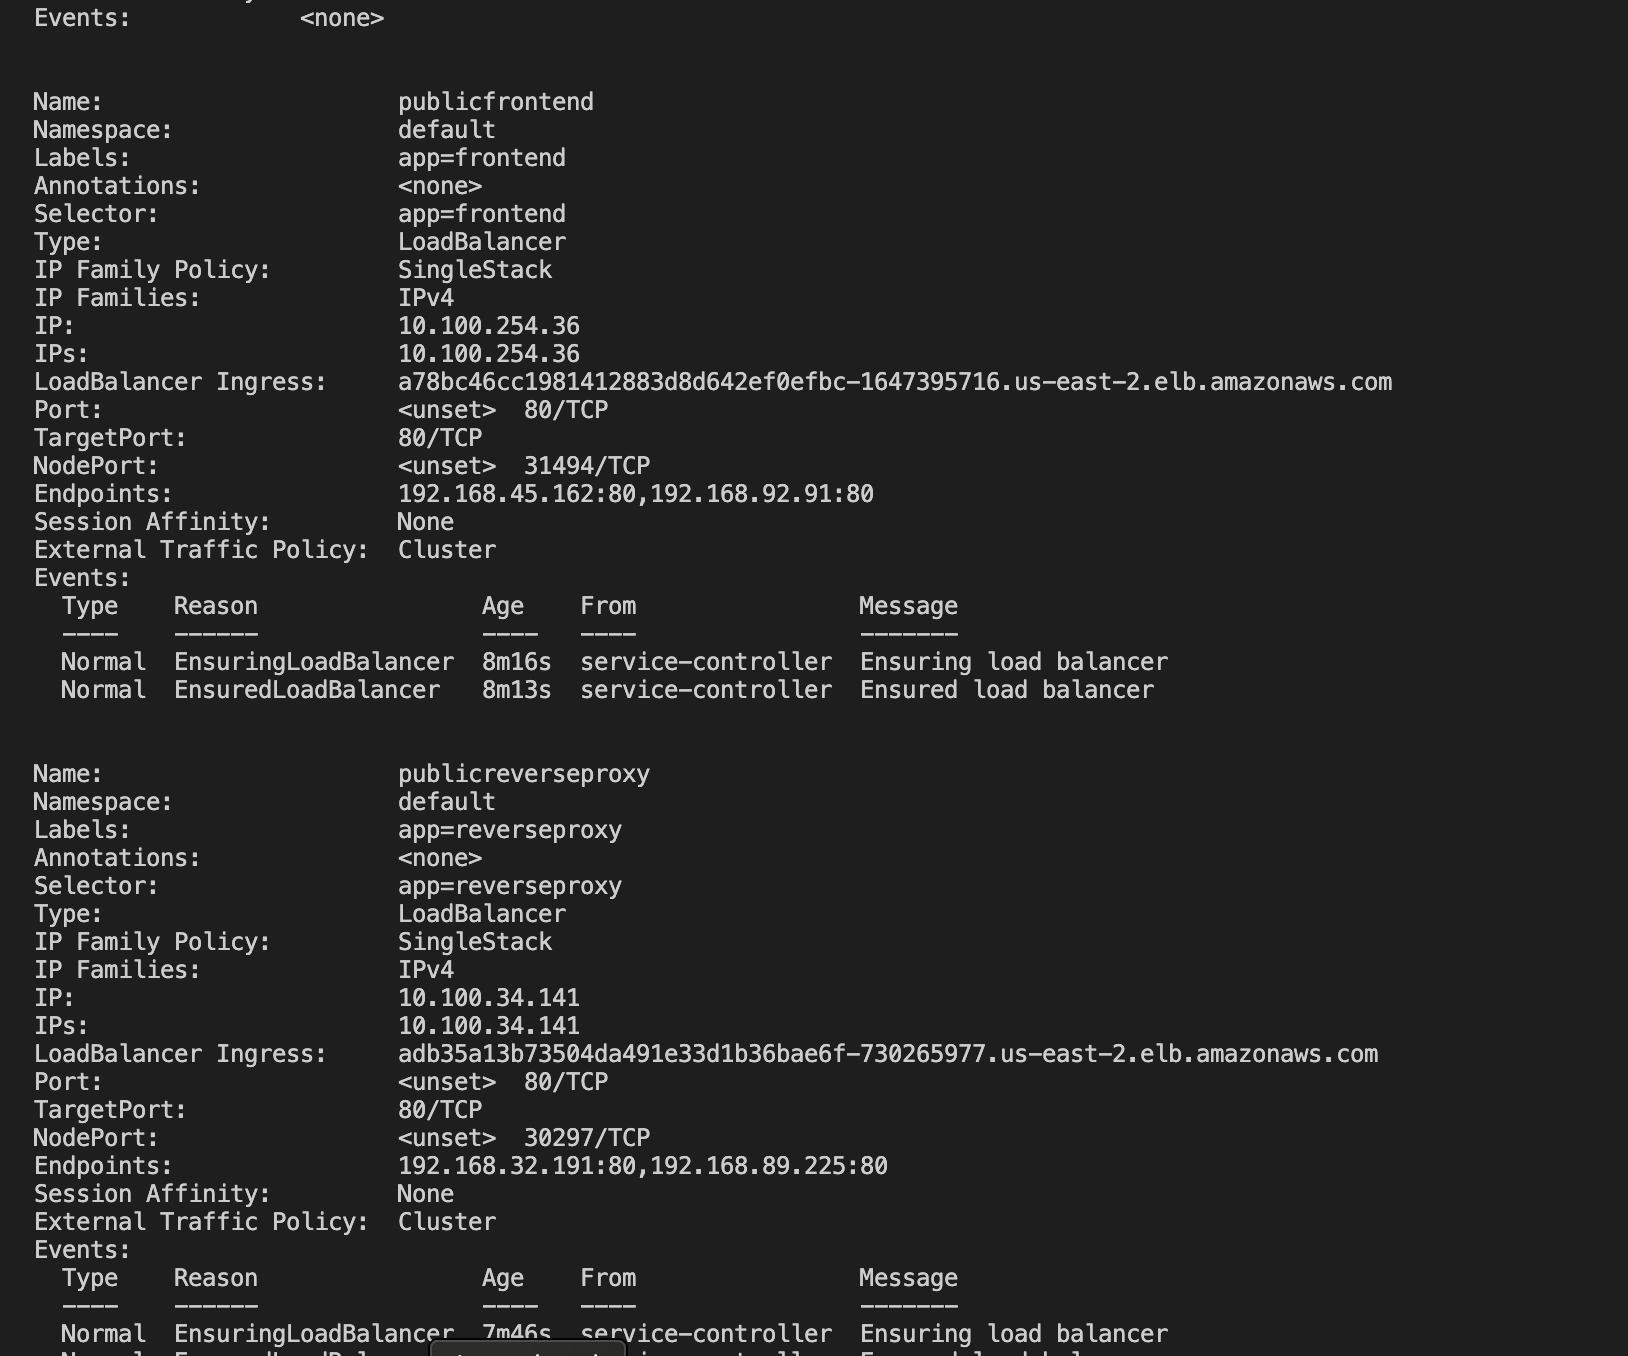 Events:            <none>
Name:                     publicfrontend
Namespace:                default
Labels:                   app=frontend
Annotations:              <none>
Selector:                 app=frontend
Type:                     LoadBalancer
IP Family Policy:         SingleStack
IP Families:              IPv4
IP:                       10.100.254.36
IPs:                      10.100.254.36
LoadBalancer Ingress:     a78bc46cc1981412883d8d642ef0efbc-1647395716.us-east-2.elb.amazonaws.com
Port:                     <unset>  80/TCP
TargetPort:               80/TCP
NodePort:                 <unset>  31494/TCP
Endpoints:                192.168.45.162:80,192.168.92.91:80
Session Affinity:         None
External Traffic Policy:  Cluster
Events:
  Type    Reason                Age   From                Message
  ----    ------                ----  ----                -------
  Normal  EnsuringLoadBalancer  8m16s  service-controller  Ensuring load balancer
  Normal  EnsuredLoadBalancer   8m13s  service-controller  Ensured load balancer
Name:                     publicreverseproxy
Namespace:                default
Labels:                   app=reverseproxy
Annotations:              <none>
Selector:                 app=reverseproxy
Type:                     LoadBalancer
IP Family Policy:         SingleStack
IP Families:              IPv4
IP:                       10.100.34.141
IPs:                      10.100.34.141
LoadBalancer Ingress:     adb35a13b73504da491e33d1b36bae6f-730265977.us-east-2.elb.amazonaws.com
Port:                     <unset>  80/TCP
TargetPort:               80/TCP
NodePort:                 <unset>  30297/TCP
Endpoints:                192.168.32.191:80,192.168.89.225:80
Session Affinity:         None
External Traffic Policy:  Cluster
Events:
  Type    Reason                Age   From                Message
  ----    ------                ----  ----                -------
  Normal  EnsuringLoadBalancer  7m46s  service-controller  Ensuring load balancer